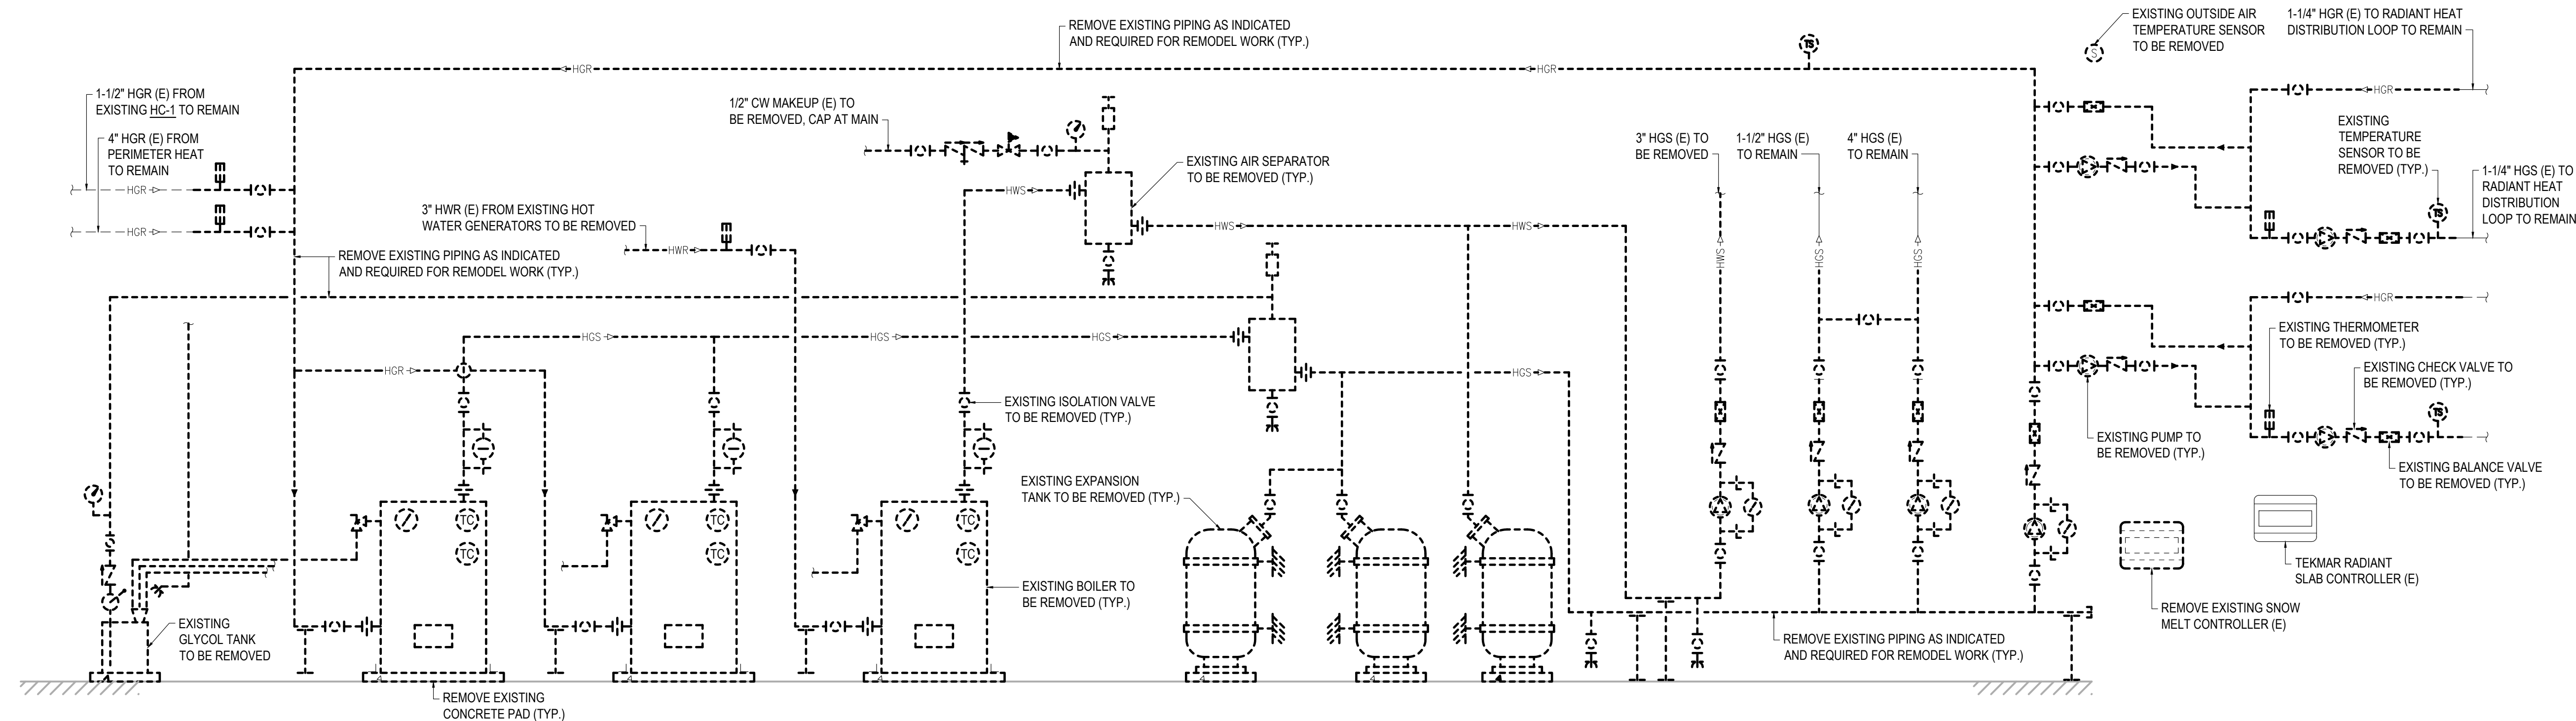 REMOVE EXISTING PIPING AS INDICATED
AND REQUIRED FOR REMODEL WORK (TYP.)
EXISTING OUTSIDE AIR
TEMPERATURE SENSOR
TO BE REMOVED
S
1-1/4" HGR (E) TO RADIANT HEAT
DISTRIBUTION LOOP TO REMAIN
TS
HGR
HGR
HGR
1-1/2" HGR (E) FROM
EXISTING HC-1 TO REMAIN
4" HGR (E) FROM
PERIMETER HEAT
TO REMAIN
HGR
HGR
1/2" CW MAKEUP (E) TO
BE REMOVED, CAP AT MAIN
EXISTING AIR SEPARATOR
TO BE REMOVED (TYP.)
3" HGS (E) TO
BE REMOVED
1-1/2" HGS (E)
TO REMAIN
4" HGS (E)
TO REMAIN
EXISTING
TEMPERATURE
SENSOR TO BE
REMOVED (TYP.)
1-1/4" HGS (E) TO
RADIANT HEAT
DISTRIBUTION
LOOP TO REMAIN
TS
HWS
3" HWR (E) FROM EXISTING HOT
WATER GENERATORS TO BE REMOVED
HWR
HWS
HWS
HWS
HGS
HGS
REMOVE EXISTING PIPING AS INDICATED
AND REQUIRED FOR REMODEL WORK (TYP.)
HGR
HGS
HGS
HGS
HGR
HGS
EXISTING THERMOMETER
TO BE REMOVED (TYP.)
EXISTING CHECK VALVE TO
BE REMOVED (TYP.)
TS
EXISTING ISOLATION VALVE
TO BE REMOVED (TYP.)
EXISTING PUMP TO
BE REMOVED (TYP.)
EXISTING BALANCE VALVE
TO BE REMOVED (TYP.)
EXISTING EXPANSION
TANK TO BE REMOVED (TYP.)
TC
TC
TC
TC
TC
TC
EXISTING BOILER TO
BE REMOVED (TYP.)
TEKMAR RADIANT
SLAB CONTROLLER (E)
REMOVE EXISTING SNOW
MELT CONTROLLER (E)
EXISTING
GLYCOL TANK
TO BE REMOVED
REMOVE EXISTING PIPING AS INDICATED
AND REQUIRED FOR REMODEL WORK (TYP.)
REMOVE EXISTING
CONCRETE PAD (TYP.)